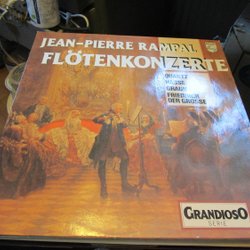 JEAN-PIERRE RAMPAL
FLÖTENKONZERTE
QUANTZ
HASSE
GRAUN
FRIEDRICH
DER GROSSE
GRANDIOSO
SERIE